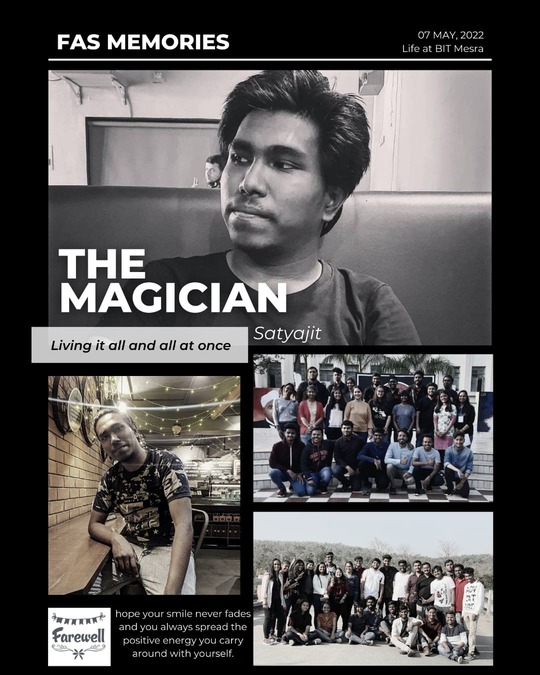 FAS MEMORIES
07 MAY, 2022
Life at BIT Mesra
THE
MAGICIAN
Satyajit
Living it all and all at once
Farewell
hope your smile never fades
and you always spread the
positive energy you carry
around with yourself.